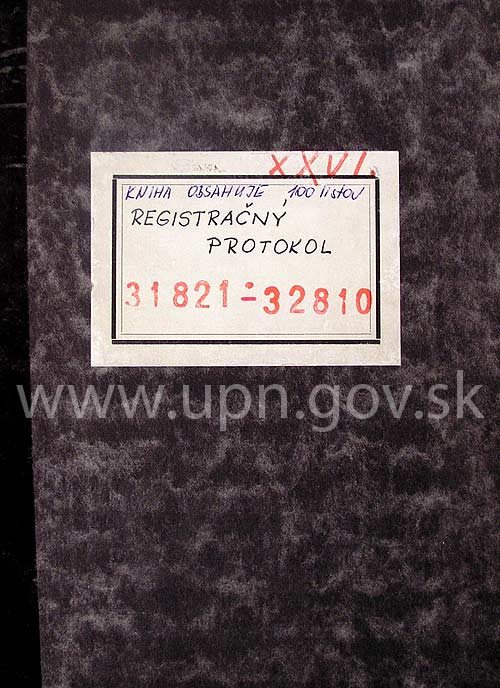 XXVI.
KNIHA OBSAHUJE 100 listov
REGISTRAČNÝ
PROTOKOL
31821-32810
www.upn.gov.sk